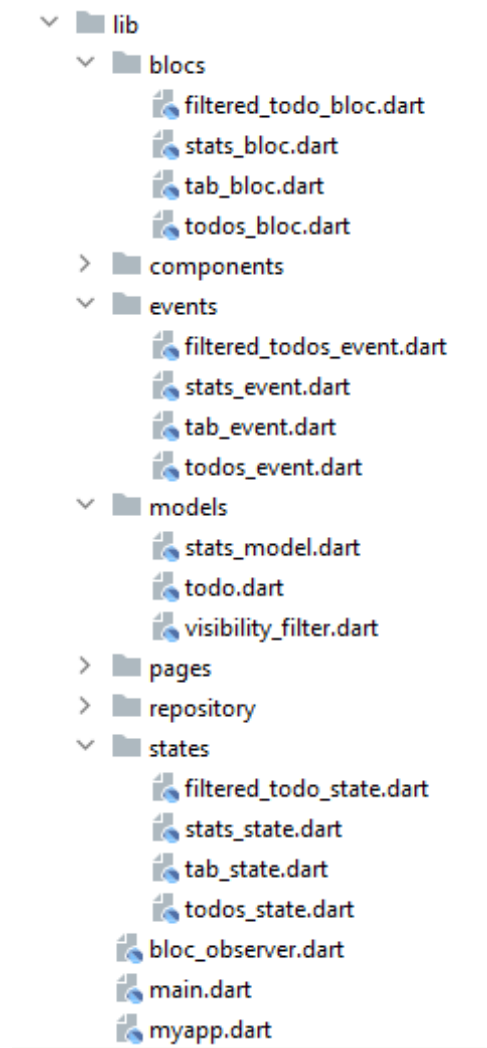 lib
blocs
filtered_todo_bloc.dart
stats_bloc.dart
tab_bloc.dart
todos_bloc.dart
components
events
filtered_todos_event.dart
stats_event.dart
tab_event.dart
todos_event.dart
models
stats_model.dart
todo.dart
visibility_filter.dart
pages
repository
states
filtered_todo_state.dart
stats_state.dart
tab_state.dart
todos_state.dart
bloc_observer.dart
main.dart
myapp.dart